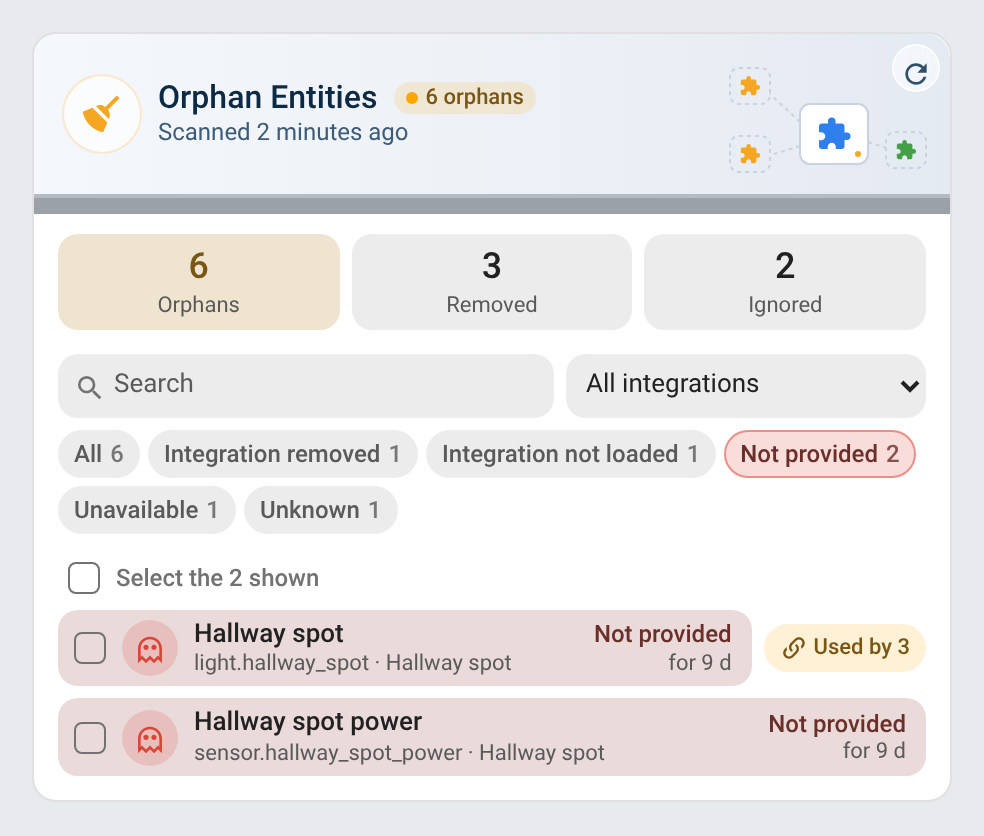 Orphan Entities
6 orphans
Scanned 2 minutes ago
6
Orphans
3
Removed
2
Ignored
Search
All integrations
All 6
Integration removed 1
Integration not loaded 1
Not provided 2
Unavailable 1
Unknown 1
Select the 2 shown
Hallway spot
light.hallway_spot · Hallway spot
Not provided
for 9 d
Used by 3
Hallway spot power
sensor.hallway_spot_power · Hallway spot
Not provided
for 9 d